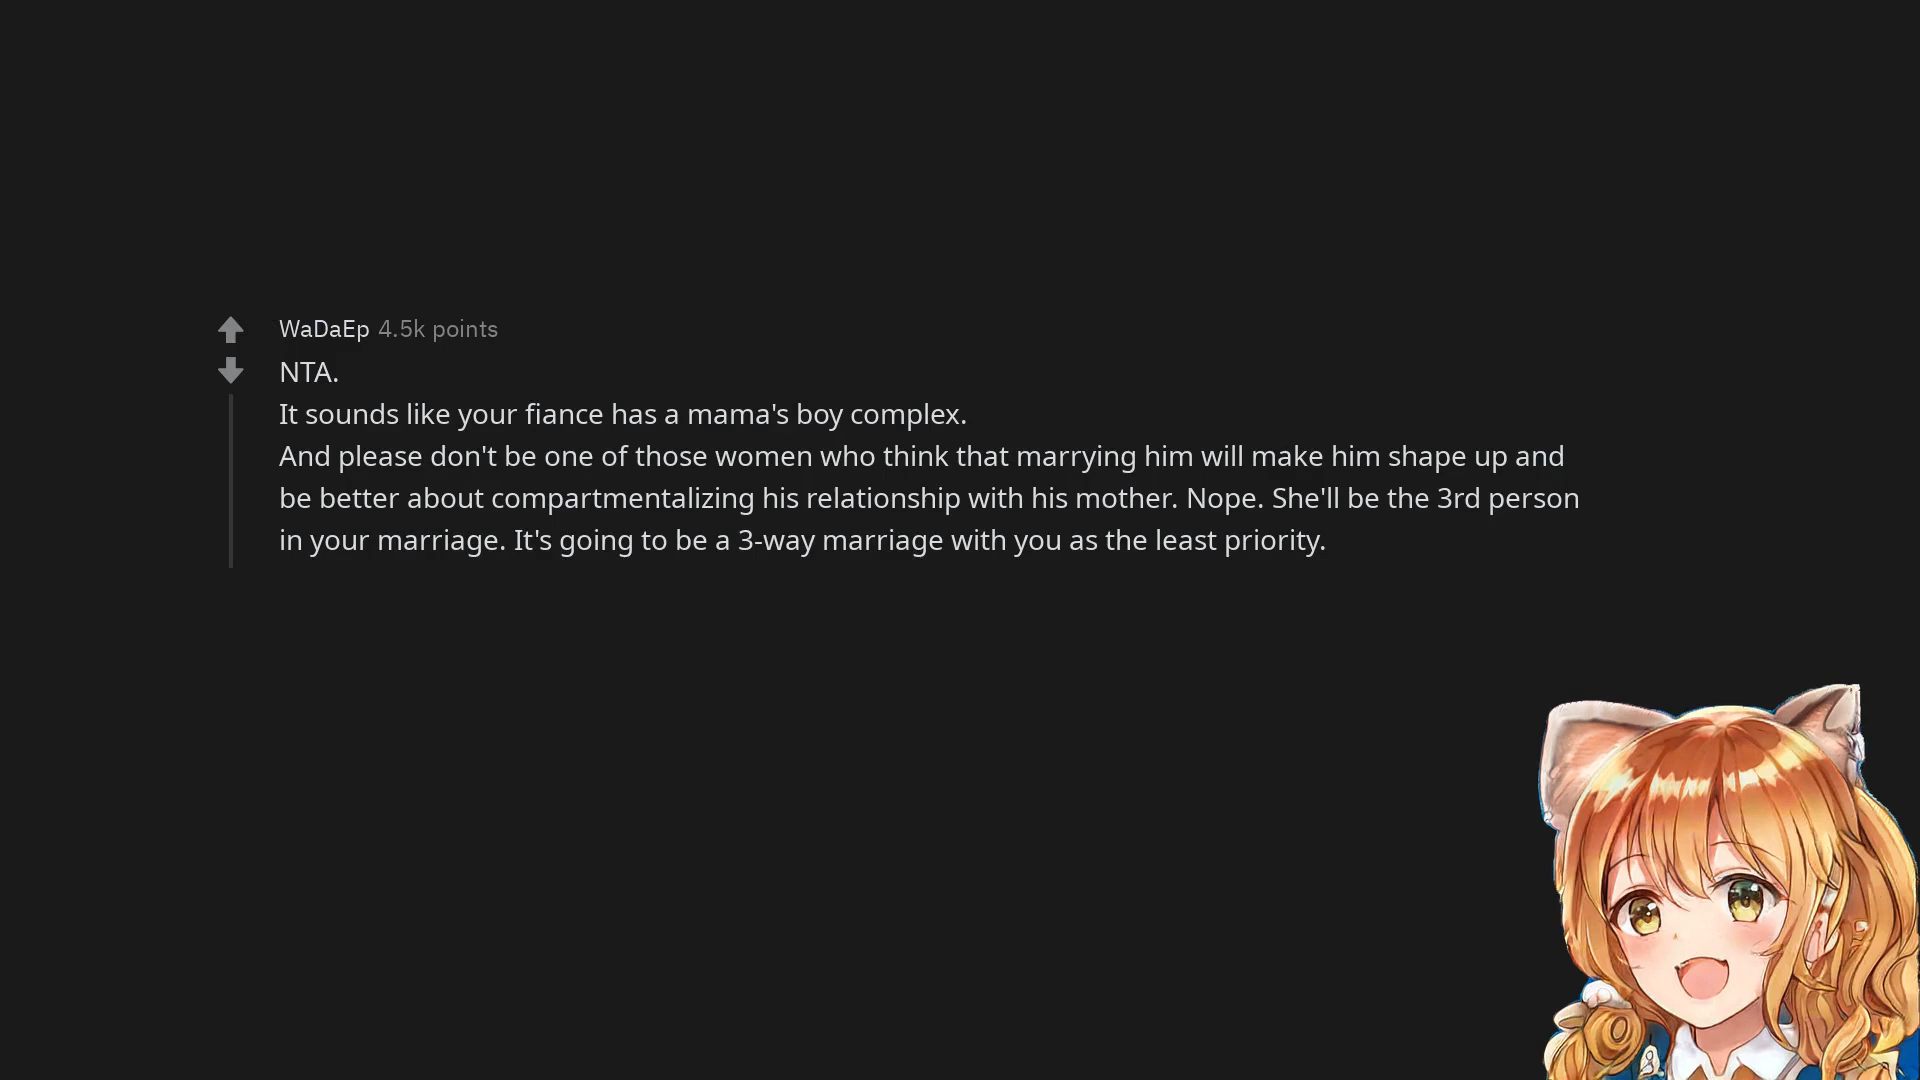 WaDaEp 4.5k points
NTA.
It sounds like your fiance has a mama's boy complex.
And please don't be one of those women who think that marrying him will make him shape up and
be better about compartmentalizing his relationship with his mother. Nope. She'll be the 3rd person
in your marriage. It's going to be a 3-way marriage with you as the least priority.